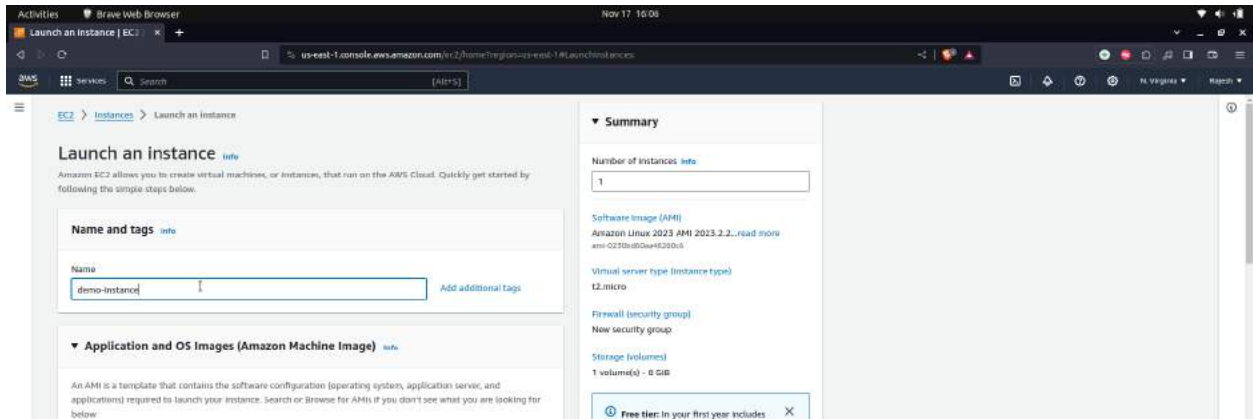 Activities
Brave Web Browser
Nov 17 16:06
Launch an instance | EC2
us-east-1.console.aws.amazon.com/ec2/home?region=us-east-1#LaunchInstances:
aws
Services
Search
[Alt+S]
N. Virginia
Rajesh
EC2 > Instances > Launch an instance
Launch an instance Info
Amazon EC2 allows you to create virtual machines, or instances, that run on the AWS Cloud. Quickly get started by
following the simple steps below.
Name and tags Info
Name
demo-instance
Add additional tags
Application and OS Images (Amazon Machine Image) Info
An AMI is a template that contains the software configuration (operating system, application server, and
applications) required to launch your instance. Search or Browse for AMIs if you don't see what you are looking for
below
Summary
Number of instances Info
1
Software Image (AMI)
Amazon Linux 2023 AMI 2023.2.2...read more
Virtual server type (instance type)
t2.micro
Firewall (security group)
New security group
Storage (volumes)
1 volume(s) - 8 GiB
Free tier: In your first year includes